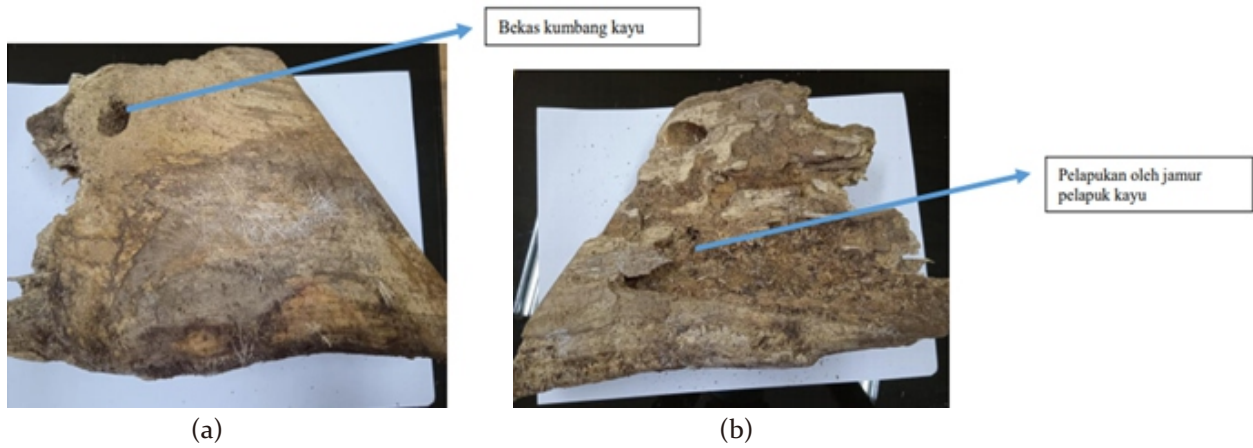 Bekas kumbang kayu
Pelapukan oleh jamur
pelapuk kayu
(a)
(b)